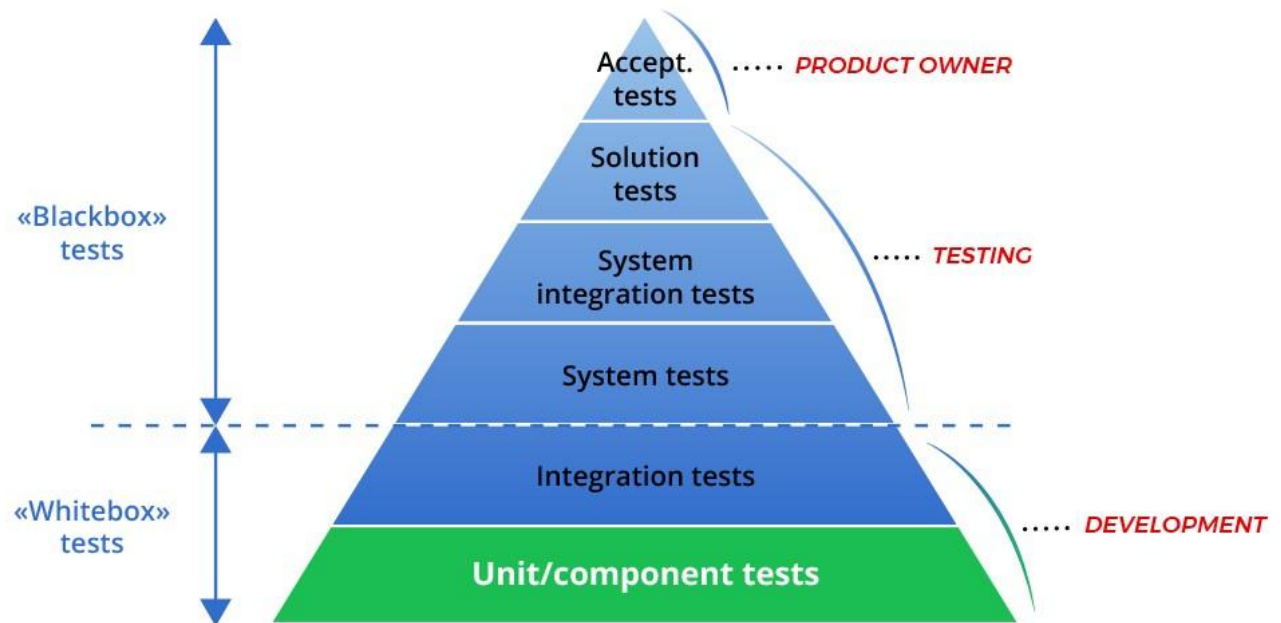 Accept.
tests
..... PRODUCT OWNER
Solution
tests
«Blackbox»
tests
System
integration tests
..... TESTING
System tests
Integration tests
«Whitebox»
tests
..... DEVELOPMENT
Unit/component tests